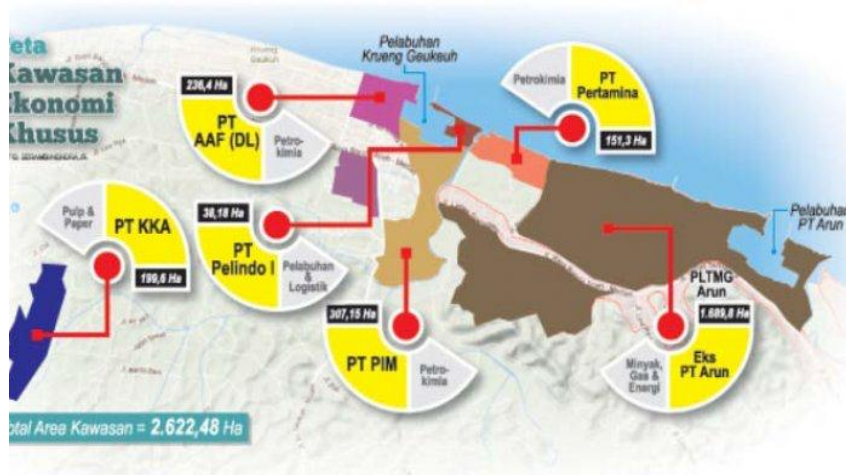 Peta
Kawasan
Ekonomi
Khusus
Krueng
Geukuh
Pelabuhan
Krueng Geukeuh
236,4 Ha
PT
AAF (DL)
Petro-
kimia
Petrokimia
PT
Pertamina
151,3 Ha
Pulp &
Paper
PT KKA
199,6 Ha
38,18 Ha
PT
Pelindo I
Pelabuhan
&
Logistik
Pelabuhan
PT Arun
307,15 Ha
PT PIM
Petro-
kimia
PLTMG
Arun
1.689,8 Ha
Minyak,
Gas &
Energi
Eks
PT Arun
Total Area Kawasan = 2.622,48 Ha